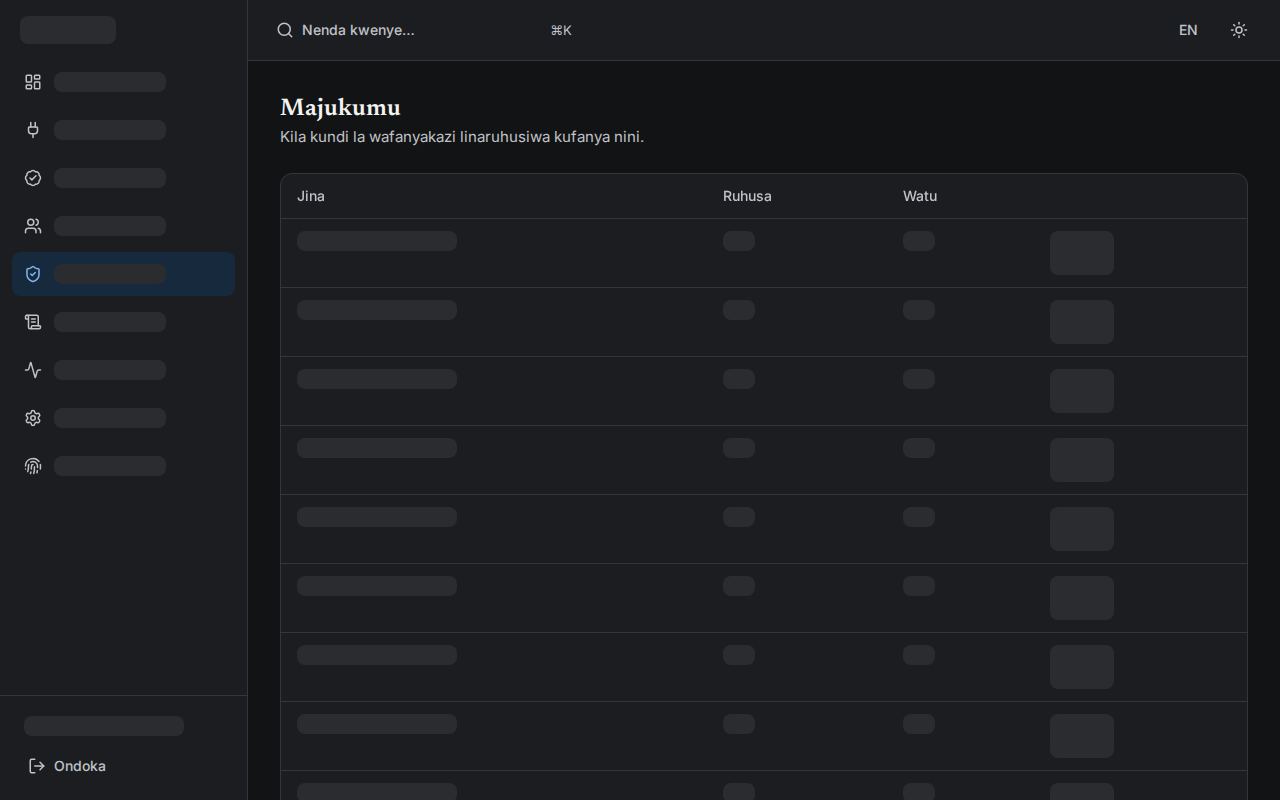 Nenda kwenye... ⌘K EN
Majukumu
Kila kundi la wafanyakazi linaruhusiwa kufanya nini.
Jina Ruhusa Watu
Ondoka